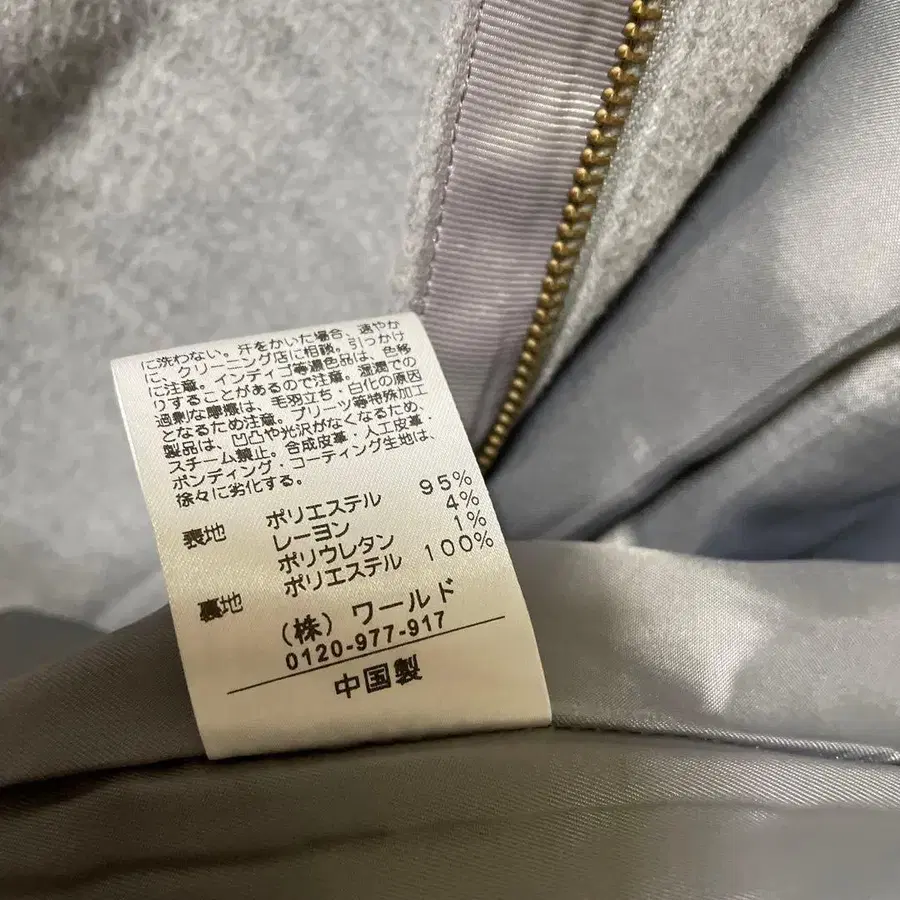 に洗わない。汗をかいた場合、速やか
に、クリーニング店に相談。引っかけ
に注意。インディゴ等濃色品は、色移
りすることがあるので注意。湿潤での
過剰な摩擦は、毛羽立ち・白化の原因
となるため注意。プリーツ等特殊加工
製品は、凹凸や光沢がなくなるため、
スチーム禁止。合成皮革・人工皮革・
ボンディング・コーティング生地は、
徐々に劣化する。
表地 ポリエステル 95%
レーヨン 4%
ポリウレタン 1%
裏地 ポリエステル 100%
(株) ワールド
0120-977-917
中国製